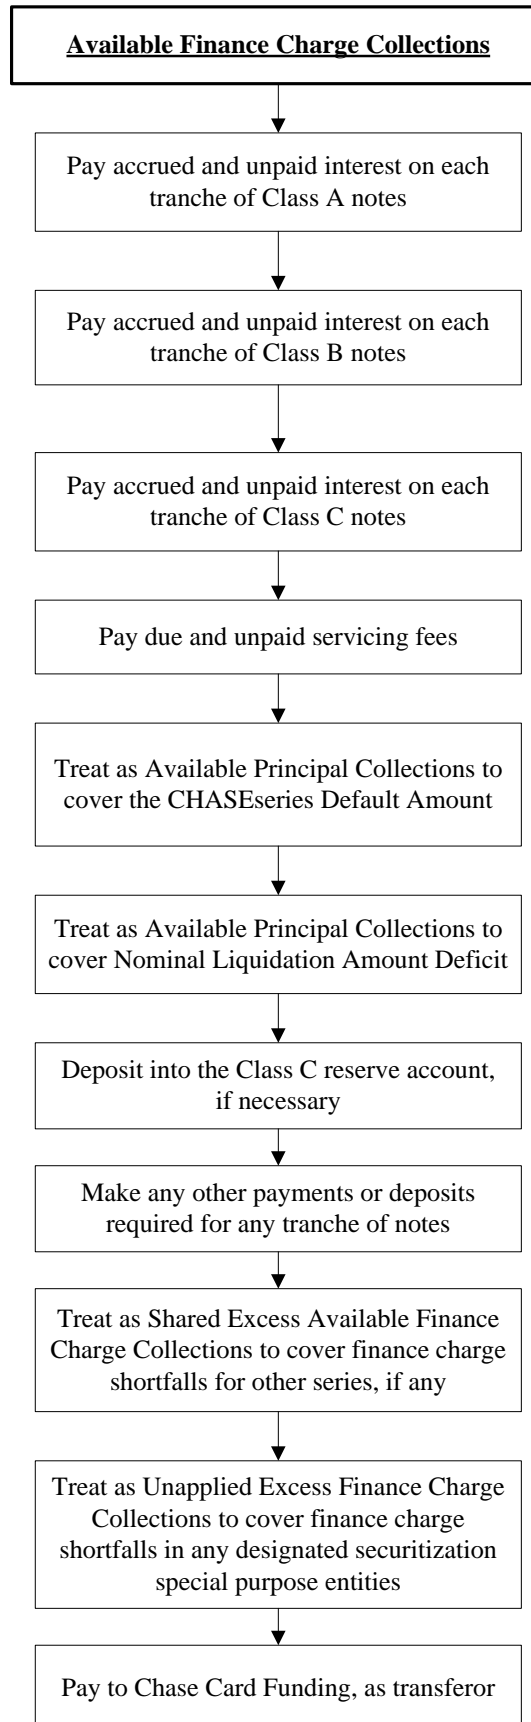 Available Finance Charge Collections
Pay accrued and unpaid interest on each
tranche of Class A notes
Pay accrued and unpaid interest on each
tranche of Class B notes
Pay accrued and unpaid interest on each
tranche of Class C notes
Pay due and unpaid servicing fees
Treat as Available Principal Collections to
cover the CHASEseries Default Amount
Treat as Available Principal Collections to
cover Nominal Liquidation Amount Deficit
Deposit into the Class C reserve account,
if necessary
Make any other payments or deposits
required for any tranche of notes
Treat as Shared Excess Available Finance
Charge Collections to cover finance charge
shortfalls for other series, if any
Treat as Unapplied Excess Finance Charge
Collections to cover finance charge
shortfalls in any designated securitization
special purpose entities
Pay to Chase Card Funding, as transferor